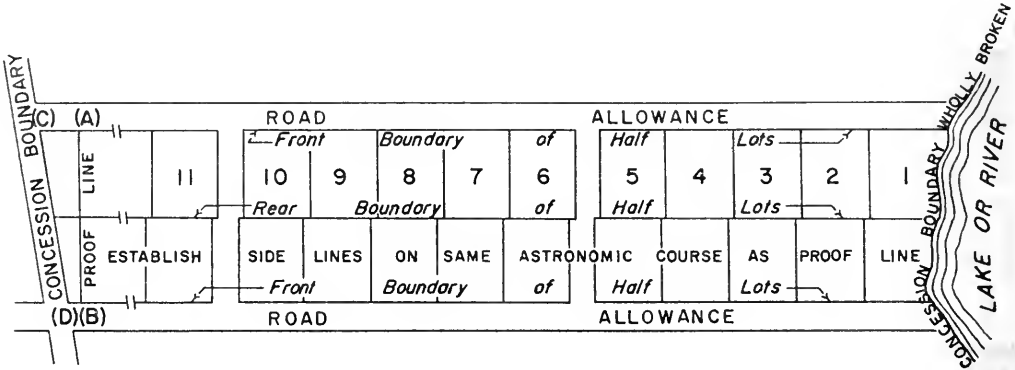 CONCESSION BOUNDARY
(C) (A)
ROAD ALLOWANCE
Front Boundary of Half Lots
PROOF LINE
11 10 9 8 7 6 5 4 3 2 1
Rear Boundary of Half Lots
ESTABLISH SIDE LINES ON SAME ASTRONOMIC COURSE AS PROOF LINE
Front Boundary of Half Lots
(D) (B)
ROAD ALLOWANCE
CONCESSION BOUNDARY WHOLLY BROKEN
LAKE OR RIVER